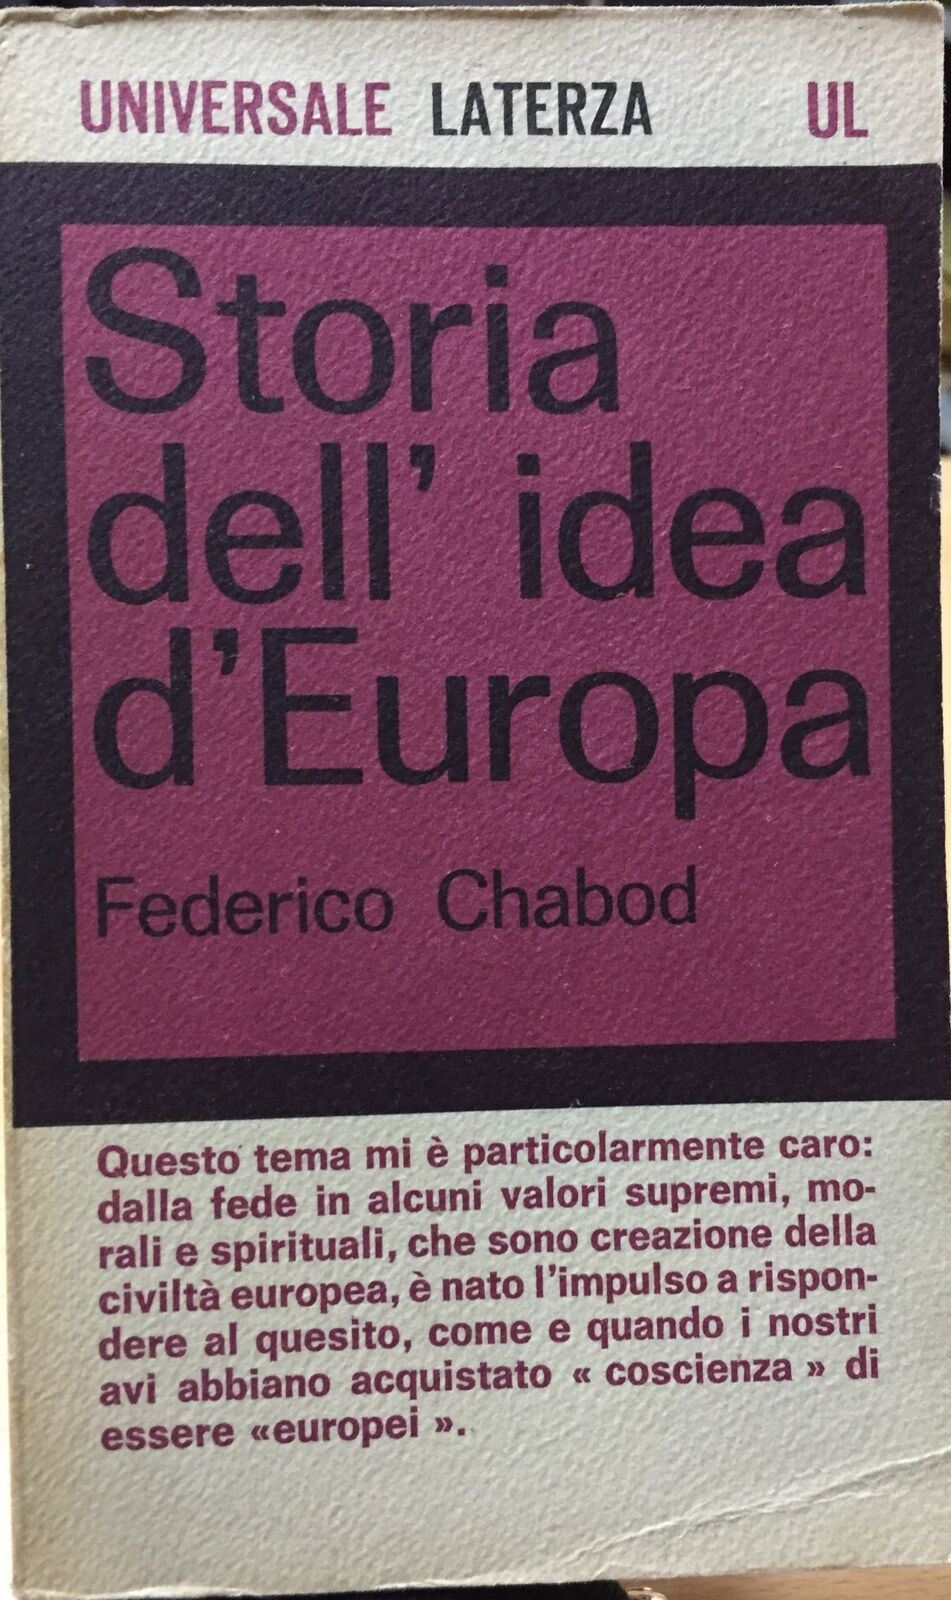 UNIVERSALE LATERZA UL
Storia
dell' idea
d'Europa
Federico Chabod
Questo tema mi è particolarmente caro:
dalla fede in alcuni valori supremi, mo-
rali e spirituali, che sono creazione della
civiltà europea, è nato l'impulso a rispon-
dere al quesito, come e quando i nostri
avi abbiano acquistato « coscienza » di
essere «europei ».